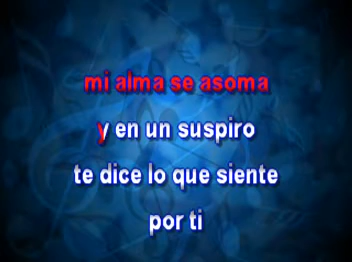 mi alma se asoma
y en un suspiro
te dice lo que siente
por ti